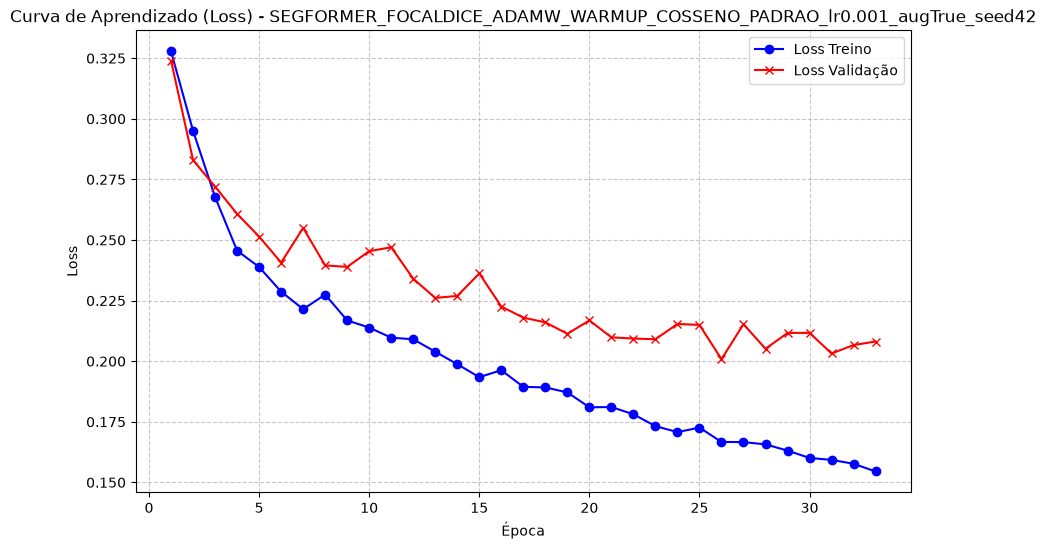 Curva de Aprendizado (Loss) - SEGFORMER_FOCALDICE_ADAMW_WARMUP_COSSENO_PADRAO_lr0.001_augTrue_seed42
Loss Treino
Loss Validação
0.325
0.300
0.275
0.250
0.225
0.200
0.175
0.150
Loss
0 5 10 15 20 25 30
Época